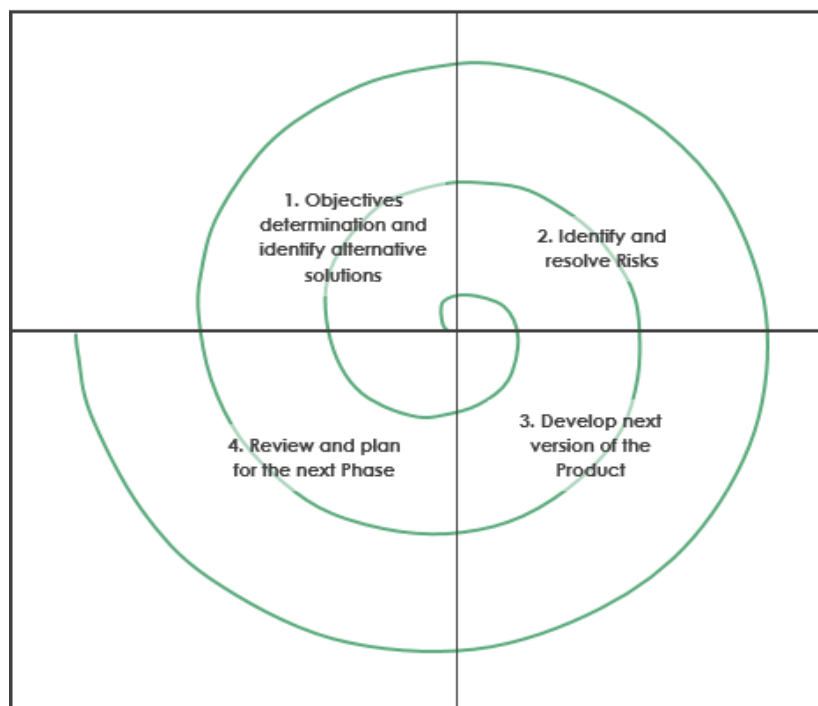 1. Objectives
determination and
identify alternative
solutions
2. Identify and
resolve Risks
3. Develop next
version of the
Product
4. Review and plan
for the next Phase